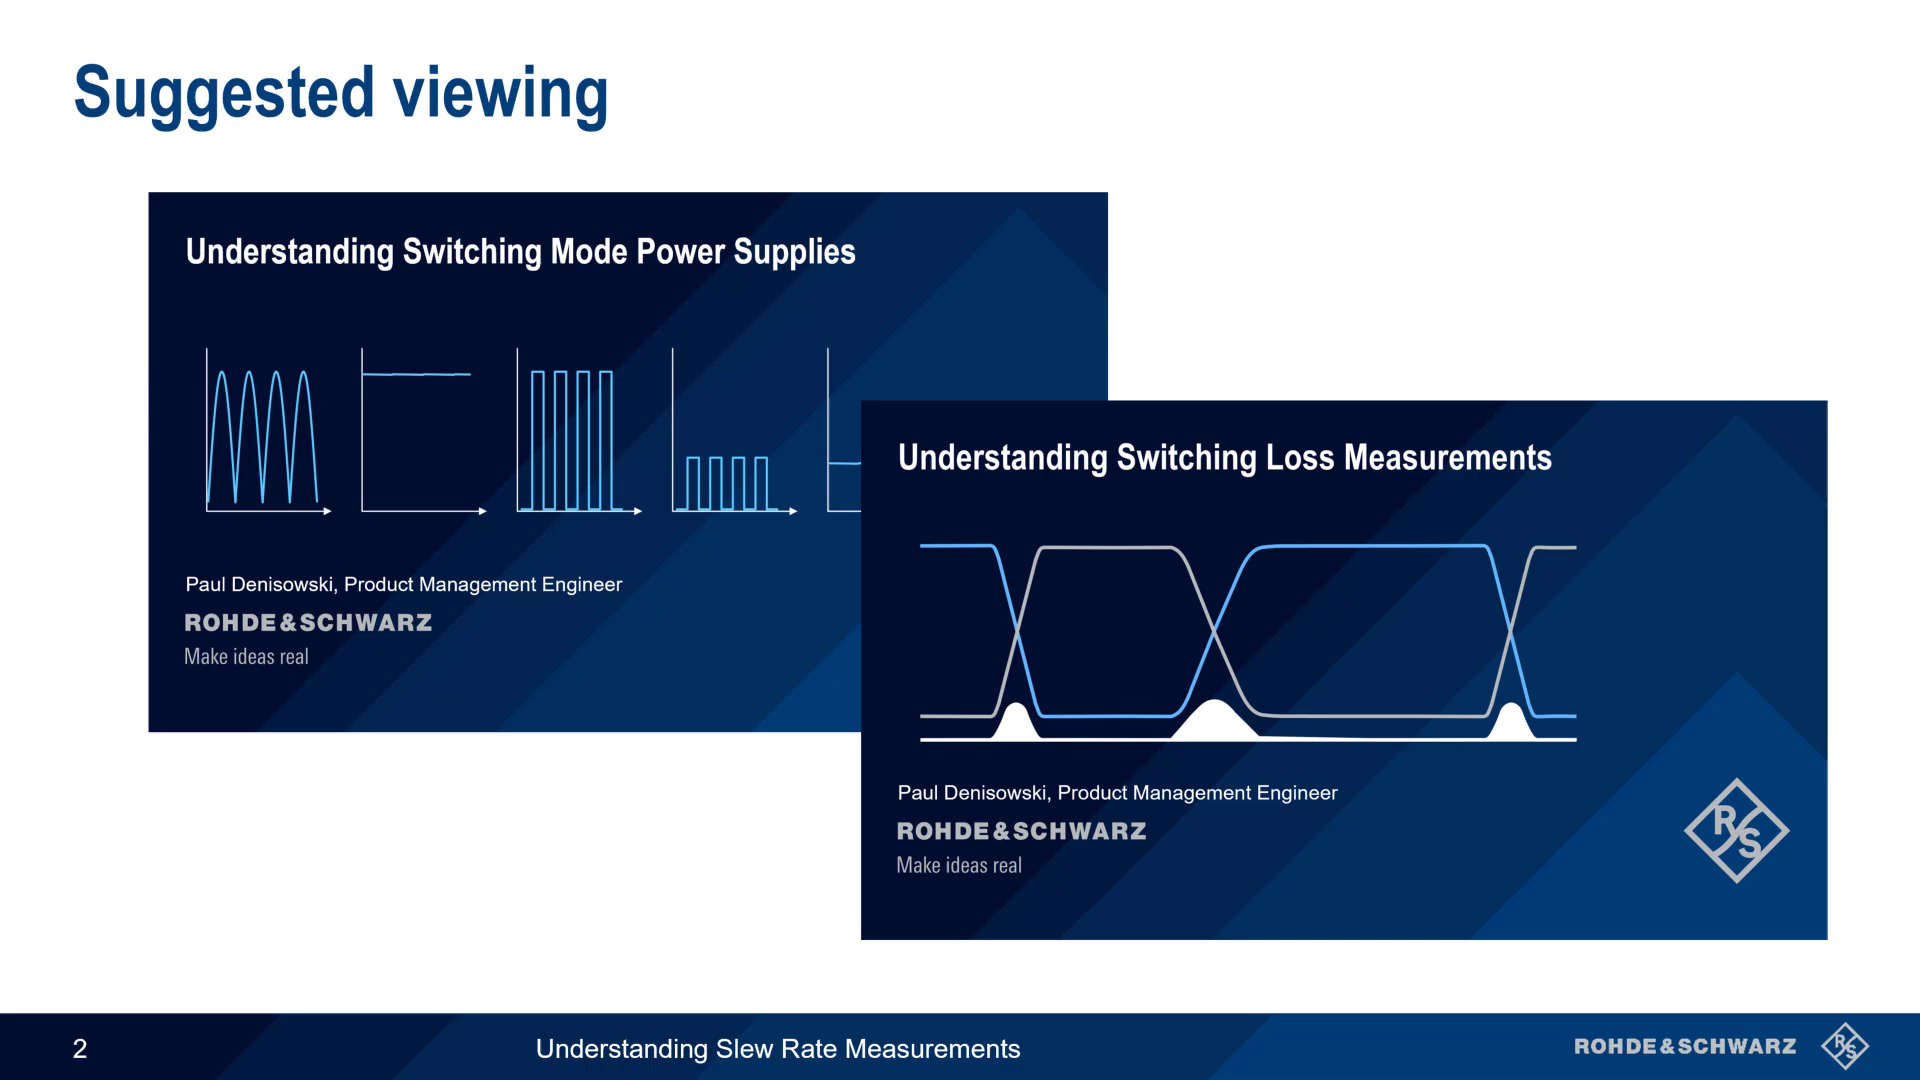 Suggested viewing
Understanding Switching Mode Power Supplies
Paul Denisowski, Product Management Engineer
ROHDE&SCHWARZ
Make ideas real
Understanding Switching Loss Measurements
Paul Denisowski, Product Management Engineer
ROHDE&SCHWARZ
Make ideas real
R S
2
Understanding Slew Rate Measurements
ROHDE&SCHWARZ
R S